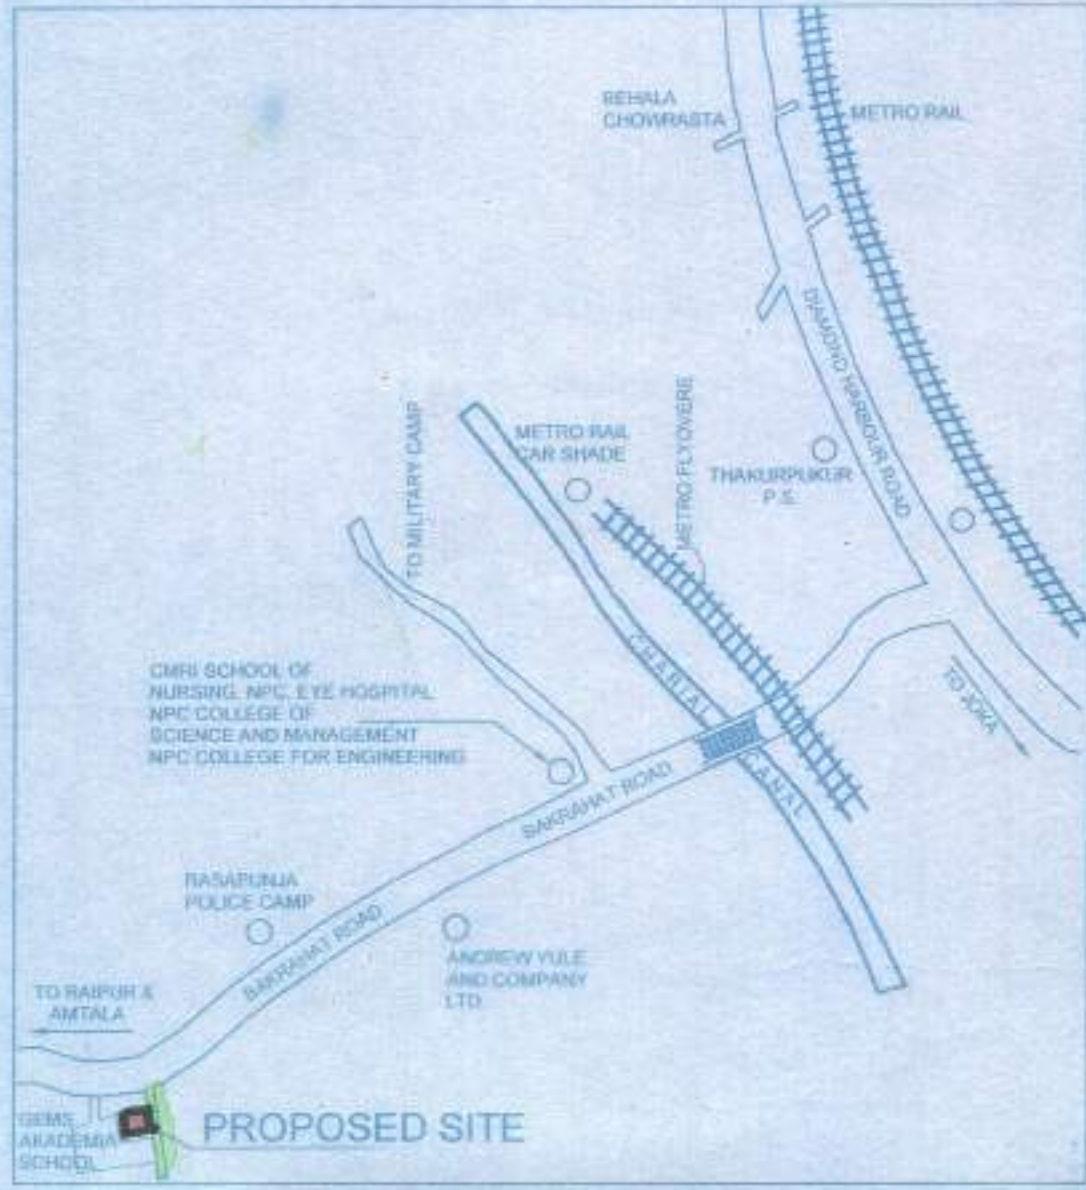 BEHALA
CHOWRASTA
METRO RAIL
DIAMOND HARBOUR ROAD
TO MILITARY CAMP
METRO RAIL
CAR SHADE
METRO FLYOVERE
THAKURPUKUR
P.S.
CMRI SCHOOL OF
NURSING, NPC, EYE HOSPITAL
NPC COLLEGE OF
SCIENCE AND MANAGEMENT
NPC COLLEGE FOR ENGINEERING
CHARIAL
CANAL
TO JOKA
BAKRAHAT ROAD
RASAPUNJA
POLICE CAMP
BAKRAHAT ROAD
ANDREW YULE
AND COMPANY
LTD
TO RAIPUR &
AMTALA
GEMS
AKADEMIA
SCHOOL
PROPOSED SITE